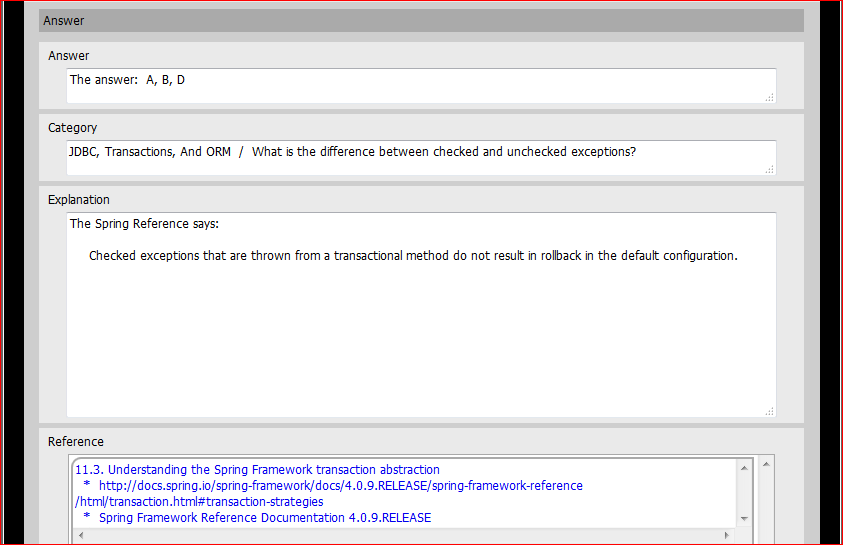 Answer
Answer
The answer:  A, B, D
Category
JDBC, Transactions, And ORM  /  What is the difference between checked and unchecked exceptions?
Explanation
The Spring Reference says:
Checked exceptions that are thrown from a transactional method do not result in rollback in the default configuration.
Reference
11.3. Understanding the Spring Framework transaction abstraction
*  http://docs.spring.io/spring-framework/docs/4.0.9.RELEASE/spring-framework-reference
/html/transaction.html#transaction-strategies
*  Spring Framework Reference Documentation 4.0.9.RELEASE